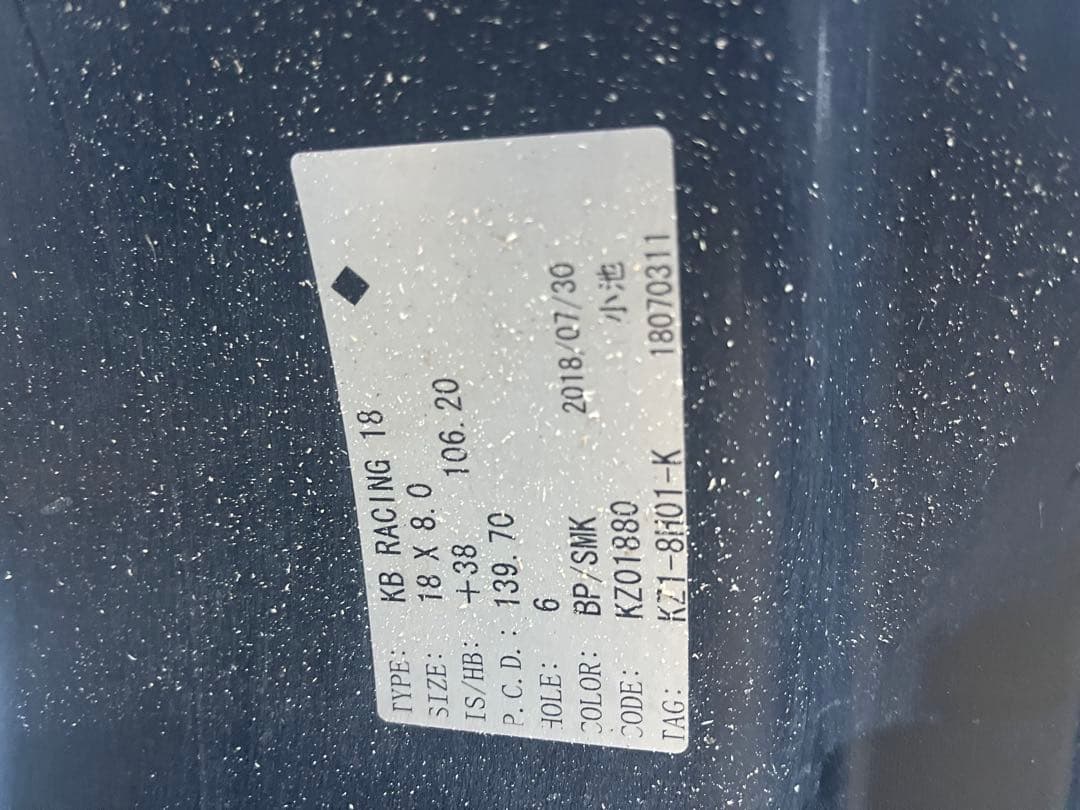 ◆
TYPE: KB RACING 18
SIZE: 18 X 8.0
IS/HB: +38 106.20
P.C.D.: 139.70
HOLE: 6
COLOR: BP/SMK 2018/07/30
CODE: KZ01880 小池
TAG: KZ1-8H01-K 18070311